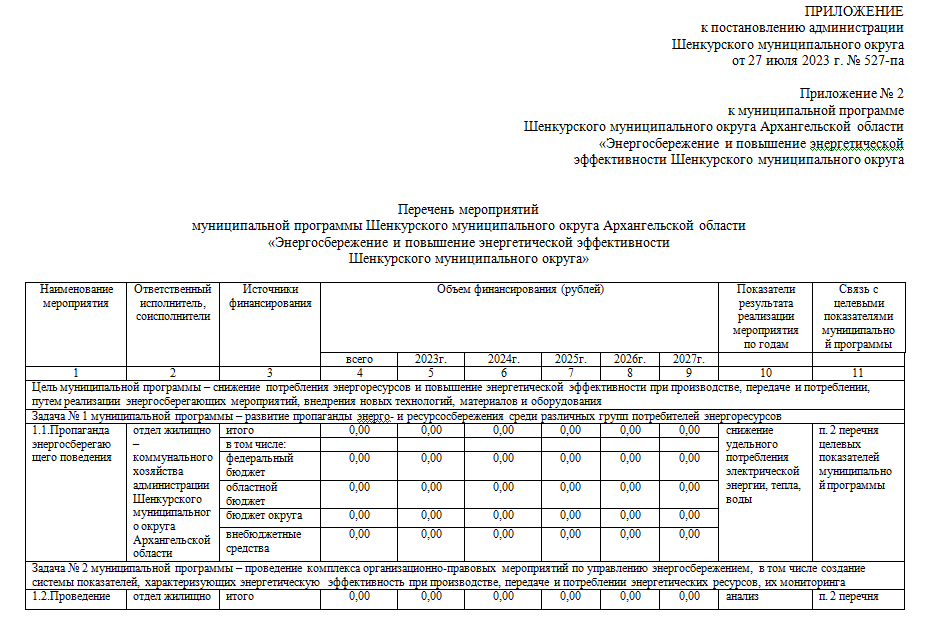 ПРИЛОЖЕНИЕ
к постановлению администрации
Шенкурского муниципального округа
от 27 июля 2023 г. № 527-па
Приложение № 2
к муниципальной программе
Шенкурского муниципального округа Архангельской области
«Энергосбережение и повышение энергетической
эффективности Шенкурского муниципального округа
Перечень мероприятий
муниципальной программы Шенкурского муниципального округа Архангельской области
«Энергосбережение и повышение энергетической эффективности
Шенкурского муниципального округа»
Наименование мероприятия Ответственный исполнитель, соисполнители Источники финансирования Объем финансирования (рублей) Показатели результата реализации мероприятия по годам Связь с целевыми показателями муниципально й программы
всего 2023г. 2024г. 2025г. 2026г. 2027г.
1 2 3 4 5 6 7 8 9 10 11
Цель муниципальной программы – снижение потребления энергоресурсов и повышение энергетической эффективности при производстве, передаче и потреблении,
путем реализации энергосберегающих мероприятий, внедрения новых технологий, материалов и оборудования
Задача № 1 муниципальной программы – развитие пропаганды энерго- и ресурсосбережения среди различных групп потребителей энергоресурсов
1.1.Пропаганда энергосберегаю щего поведения
отдел жилищно – коммунального хозяйства администрации Шенкурского муниципальног о округа Архангельской области
итого 0,00 0,00 0,00 0,00 0,00 0,00
в том числе:
федеральный бюджет 0,00 0,00 0,00 0,00 0,00 0,00
областной бюджет 0,00 0,00 0,00 0,00 0,00 0,00
бюджет округа 0,00 0,00 0,00 0,00 0,00 0,00
внебюджетные средства 0,00 0,00 0,00 0,00 0,00 0,00
снижение удельного потребления электрической энергии, тепла, воды
п. 2 перечня целевых показателей муниципально й программы
Задача № 2 муниципальной программы – проведение комплекса организационно-правовых мероприятий по управлению энергосбережением, в том числе создание
системы показателей, характеризующих энергетическую эффективность при производстве, передаче и потреблении энергетических ресурсов, их мониторинга
1.2.Проведение отдел жилищно итого 0,00 0,00 0,00 0,00 0,00 0,00 анализ п. 2 перечня